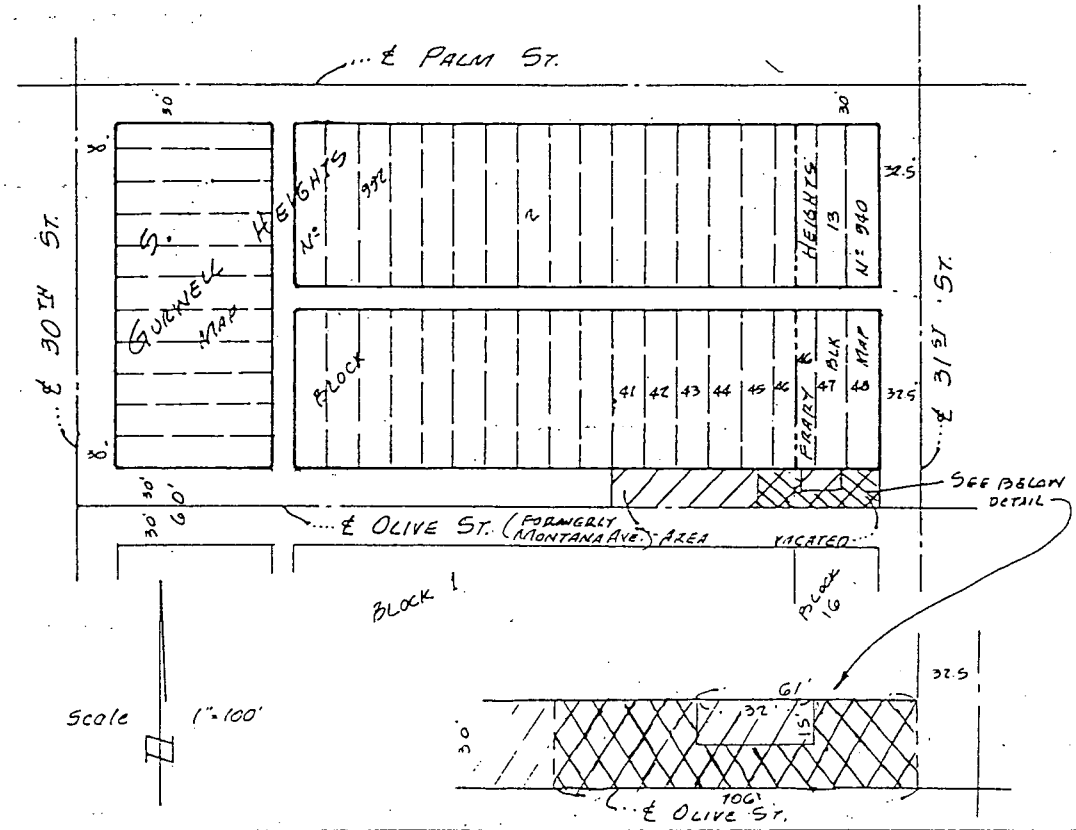 ℄ PALM ST.
30'
30'
30'
30'
32.5'
32.5'
℄ 30TH ST.
℄ 31ST ST.
S. GURWELL HEIGHTS
MAP Nº 992
BLOCK 2
FRARY HEIGHTS
BLK 13
MAP Nº 940
41 42 43 44 45 46 46 47 48
SEE BELOW
DETAIL
30'
30'
60'
℄ OLIVE ST. (FORMERLY MONTANA AVE.)
AREA VACATED
BLOCK 1
BLOCK 16
Scale 1"=100'
32.5
61'
32'
15'
30'
106'
℄ OLIVE ST.